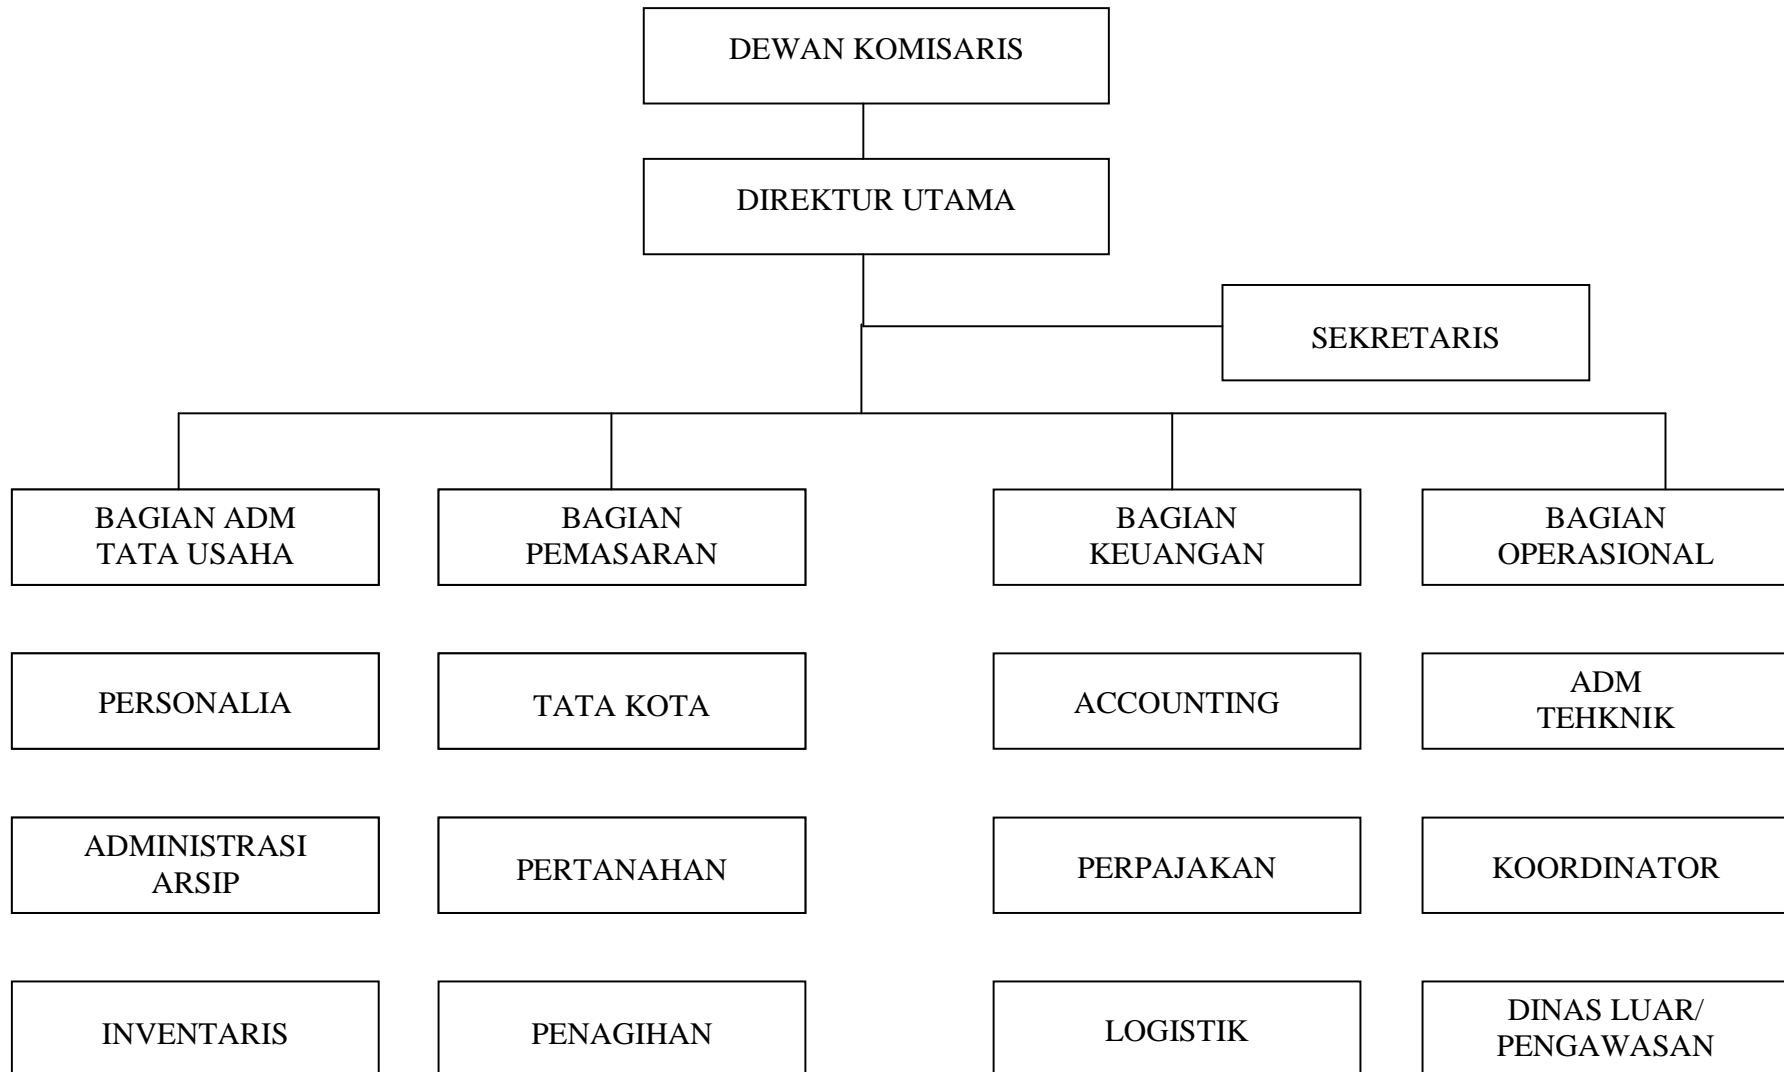 DEWAN KOMISARIS
DIREKTUR UTAMA
SEKRETARIS
BAGIAN ADM
TATA USAHA
BAGIAN
PEMASARAN
BAGIAN
KEUANGAN
BAGIAN
OPERASIONAL
PERSONALIA
TATA KOTA
ACCOUNTING
ADM
TEHKNIK
ADMINISTRASI
ARSIP
PERTANAHAN
PERPAJAKAN
KOORDINATOR
INVENTARIS
PENAGIHAN
LOGISTIK
DINAS LUAR/
PENGAWASAN